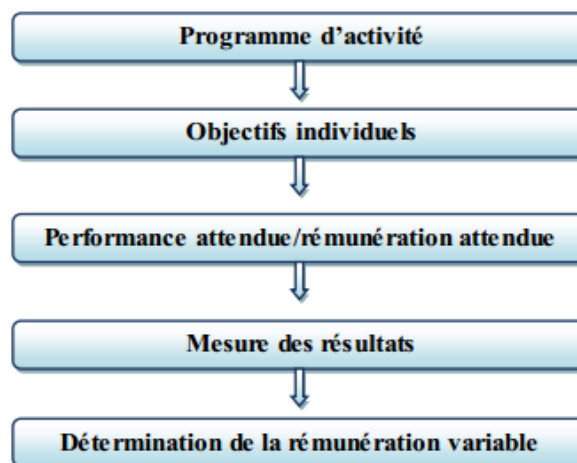 Programme d’activité
Objectifs individuels
Performance attendue/rémunération attendue
Mesure des résultats
Détermination de la rémunération variable